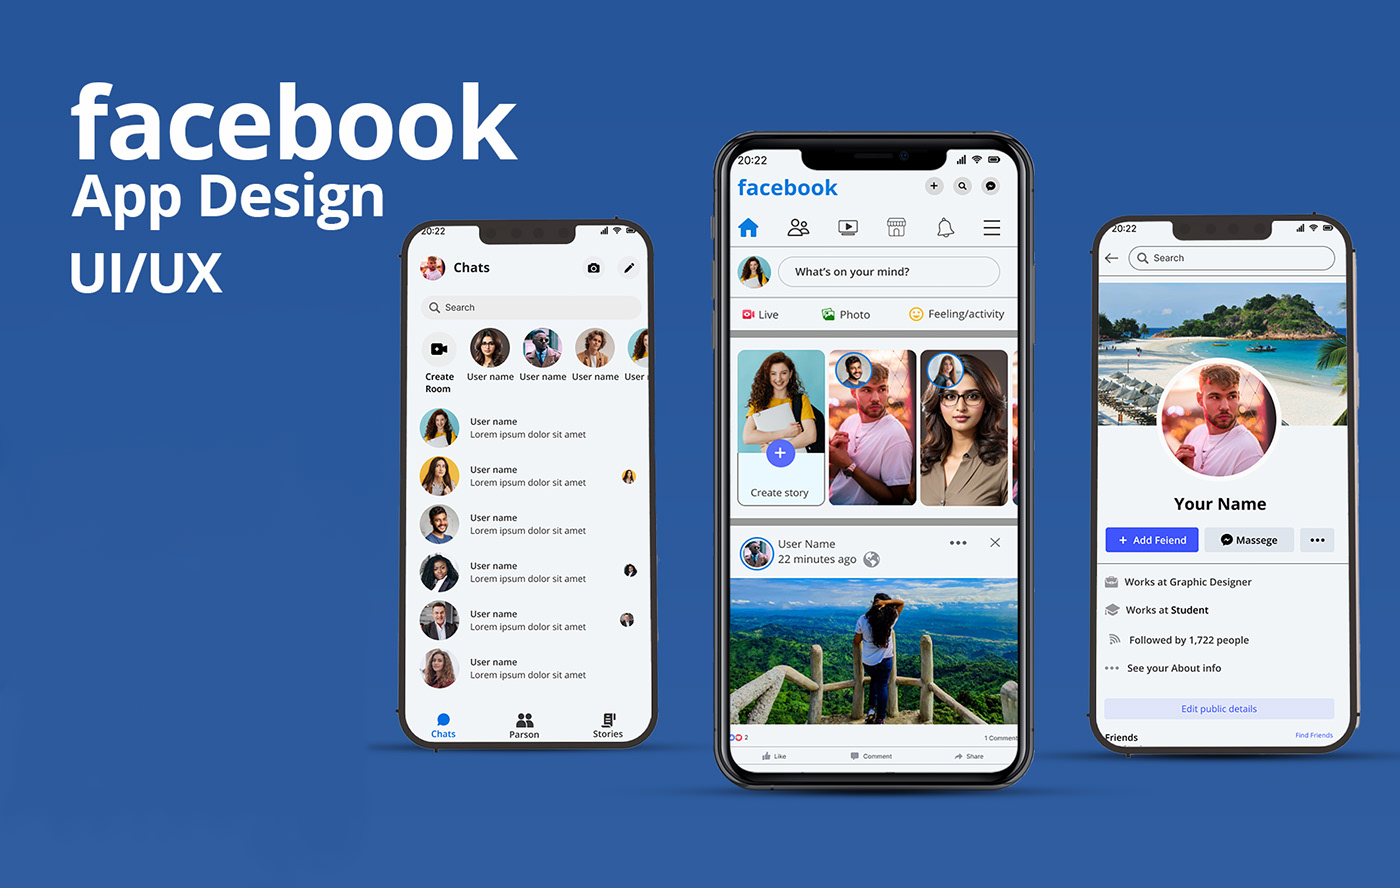 facebook
App Design
UI/UX
20:22
Chats
Search
Create
Room
User name
User name
User name
User
User name
Lorem ipsum dolor sit amet
User name
Lorem ipsum dolor sit amet
User name
Lorem ipsum dolor sit amet
User name
Lorem ipsum dolor sit amet
User name
Lorem ipsum dolor sit amet
User name
Lorem ipsum dolor sit amet
Chats
Parson
Stories
20:22
facebook
What's on your mind?
Live
Photo
Feeling/activity
Create story
User Name
22 minutes ago
2
1 Comment
Like
Comment
Share
20:22
Search
Your Name
+ Add Feiend
Massege
Works at Graphic Designer
Works at Student
Followed by 1,722 people
See your About info
Edit public details
Friends
Find Friends